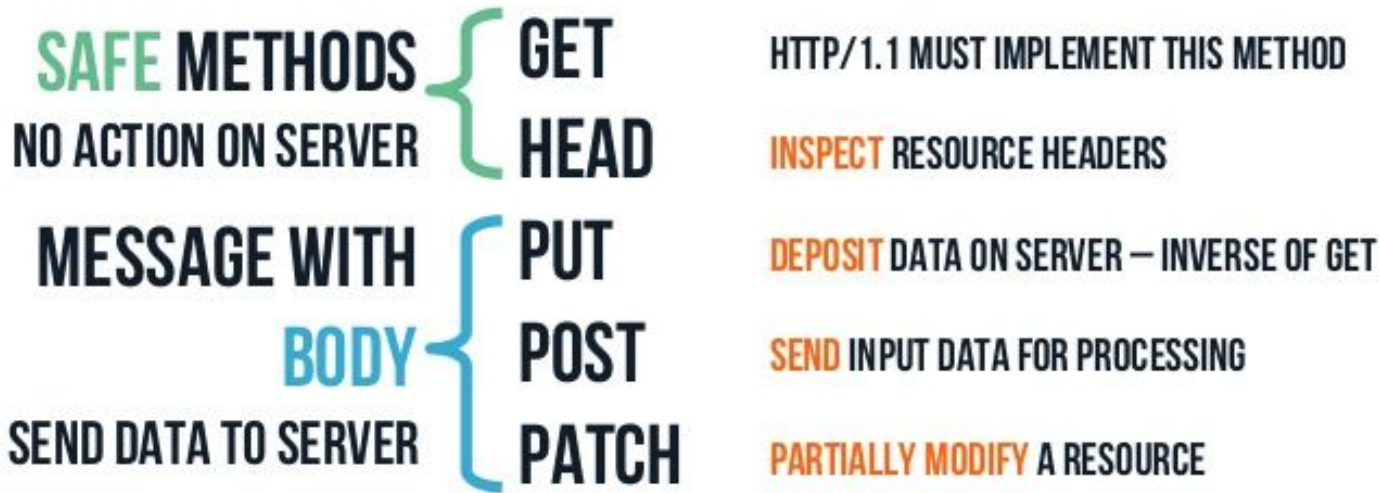 SAFE METHODS
NO ACTION ON SERVER
GET
HTTP/1.1 MUST IMPLEMENT THIS METHOD
HEAD
INSPECT RESOURCE HEADERS
MESSAGE WITH
BODY
SEND DATA TO SERVER
PUT
DEPOSIT DATA ON SERVER – INVERSE OF GET
POST
SEND INPUT DATA FOR PROCESSING
PATCH
PARTIALLY MODIFY A RESOURCE